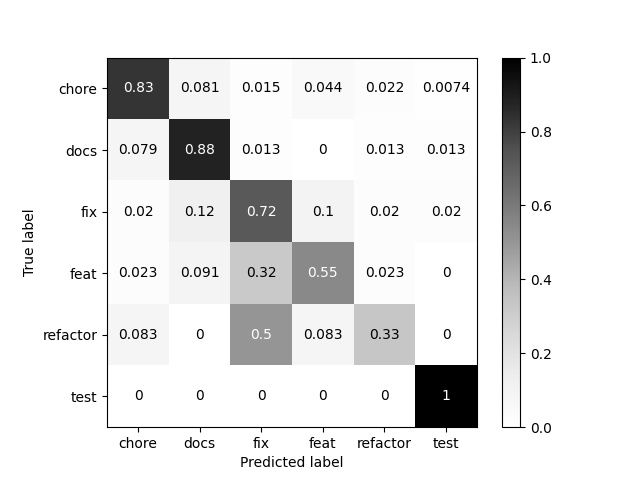 chore 0.83 0.081 0.015 0.044 0.022 0.0074
docs 0.079 0.88 0.013 0 0.013 0.013
fix 0.02 0.12 0.72 0.1 0.02 0.02
feat 0.023 0.091 0.32 0.55 0.023 0
refactor 0.083 0 0.5 0.083 0.33 0
test 0 0 0 0 0 1
chore docs fix feat refactor test
Predicted label
True label
1.0
0.8
0.6
0.4
0.2
0.0